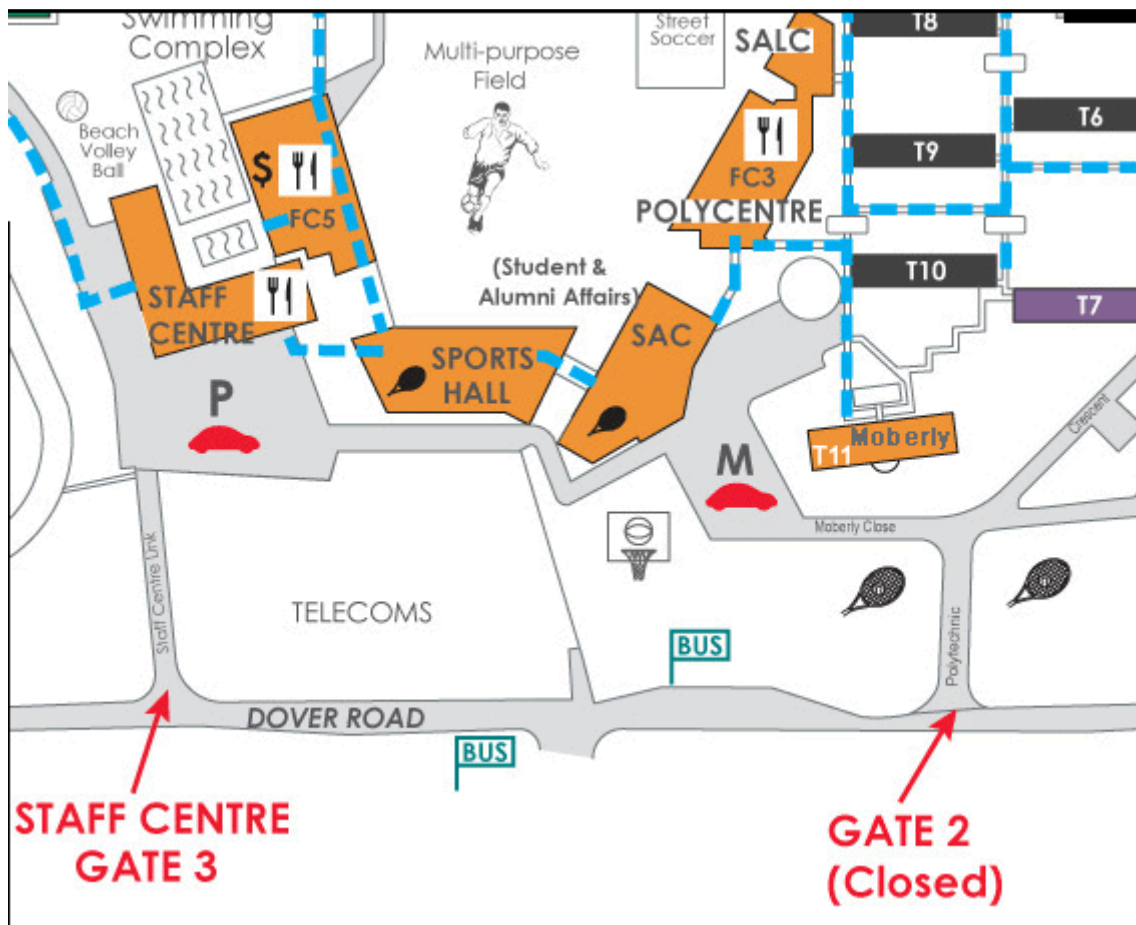 Swimming
Complex
Multi-purpose
Field
Street
Soccer
SALC
T8
Beach
Volley
Ball
$
FC5
FC3
T6
T9
POLYCENTRE
(Student &
Alumni Affairs)
T10
T7
STAFF
CENTRE
SPORTS
HALL
SAC
P
M
Moberly
T11
Crescent
Moberly Close
Staff Centre Link
TELECOMS
Polytechnic
BUS
DOVER ROAD
BUS
STAFF CENTRE
GATE 3
GATE 2
(Closed)